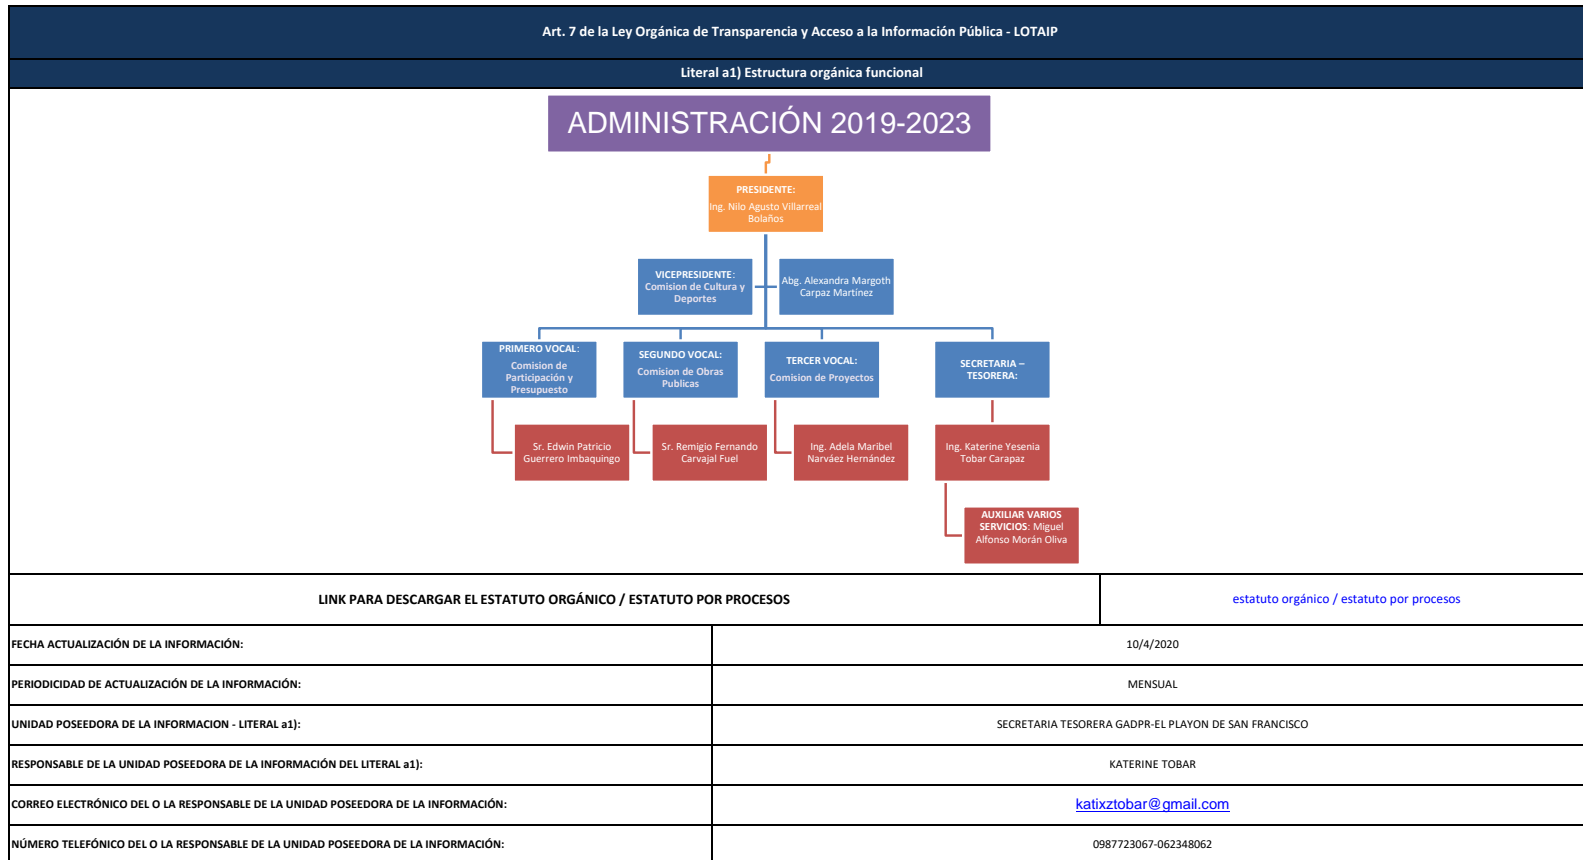 Art. 7 de la Ley Orgánica de Transparencia y Acceso a la Información Pública - LOTAIP
Literal a1) Estructura orgánica funcional
ADMINISTRACIÓN 2019-2023
PRESIDENTE:
Ing. Nilo Agusto Villarreal
Bolaños
VICEPRESIDENTE:
Comision de Cultura y
Deportes
Abg. Alexandra Margoth
Carpaz Martínez
PRIMERO VOCAL:
Comision de
Participación y
Presupuesto
SEGUNDO VOCAL:
Comision de Obras
Publicas
TERCER VOCAL:
Comision de Proyectos
SECRETARIA –
TESORERA:
Sr. Edwin Patricio
Guerrero Imbaquingo
Sr. Remigio Fernando
Carvajal Fuel
Ing. Adela Maribel
Narváez Hernández
Ing. Katerine Yesenia
Tobar Carapaz
AUXILIAR VARIOS
SERVICIOS: Miguel
Alfonso Morán Oliva
LINK PARA DESCARGAR EL ESTATUTO ORGÁNICO / ESTATUTO POR PROCESOS
estatuto orgánico / estatuto por procesos
FECHA ACTUALIZACIÓN DE LA INFORMACIÓN:
10/4/2020
PERIODICIDAD DE ACTUALIZACIÓN DE LA INFORMACIÓN:
MENSUAL
UNIDAD POSEEDORA DE LA INFORMACION - LITERAL a1):
SECRETARIA TESORERA GADPR-EL PLAYON DE SAN FRANCISCO
RESPONSABLE DE LA UNIDAD POSEEDORA DE LA INFORMACIÓN DEL LITERAL a1):
KATERINE TOBAR
CORREO ELECTRÓNICO DEL O LA RESPONSABLE DE LA UNIDAD POSEEDORA DE LA INFORMACIÓN:
katixztobar@gmail.com
NÚMERO TELEFÓNICO DEL O LA RESPONSABLE DE LA UNIDAD POSEEDORA DE LA INFORMACIÓN:
0987723067-062348062